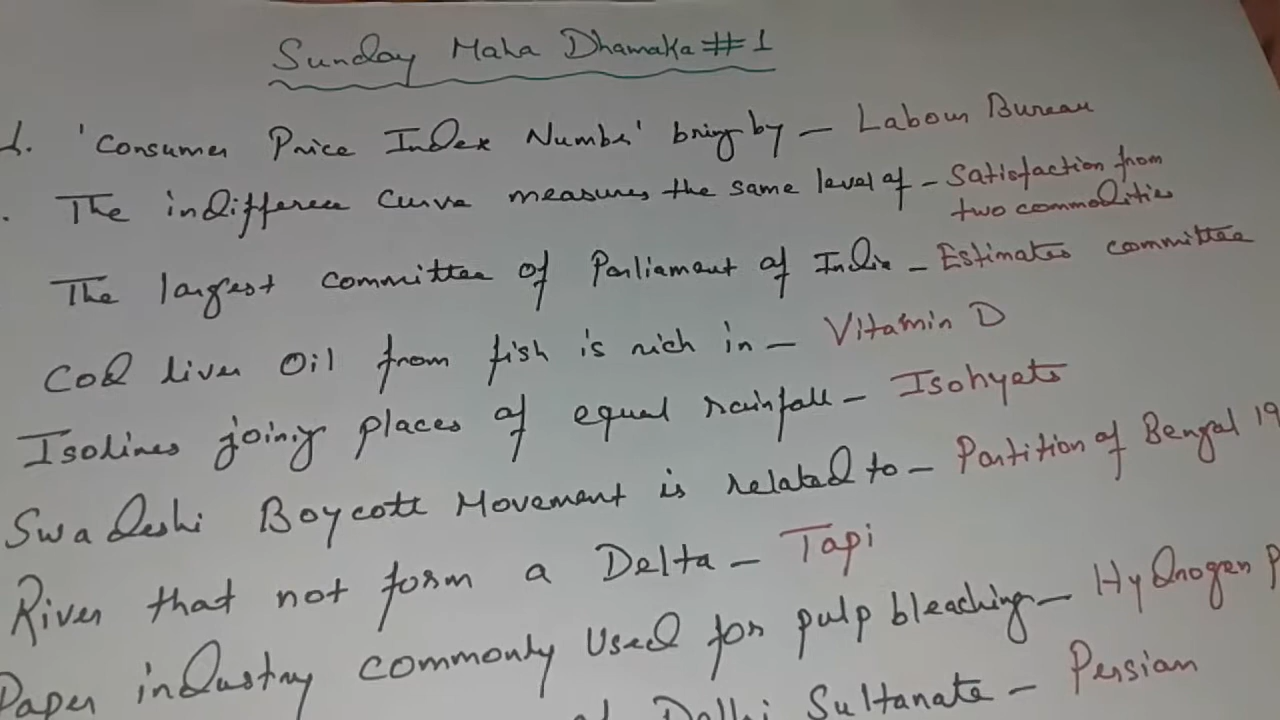 Sunday Maha Dhamaka #1
1. 'Consumer Price Index Number' bring by - Labour Bureau
. The indifferece curve measures the same level of - Satisfaction from
two commodities
The largest committee of Parliament of India - Estimates committee
Cod liver Oil from fish is rich in - Vitamin D
Isolines joining places of equal rainfall - Isohyets
Swadeshi Boycott Movement is related to - Partition of Bengal 19
River that not form a Delta - Tapi
Paper industry commonly Used for pulp bleaching - Hydrogen P
Delhi Sultanate - Persian